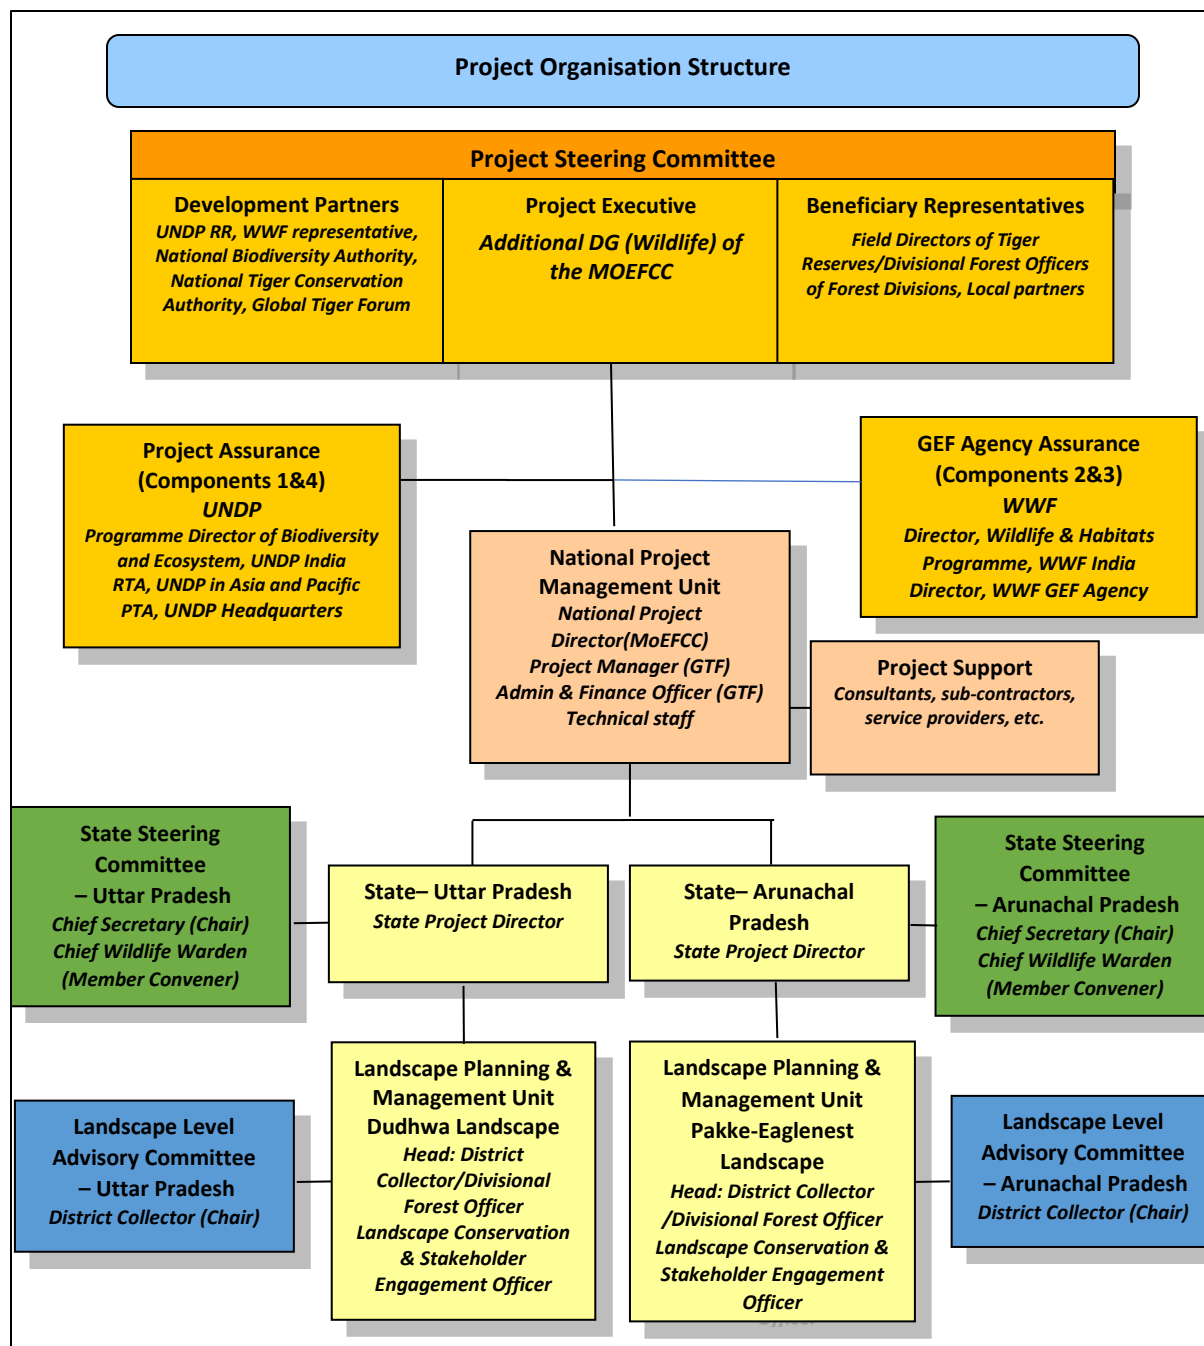 Project Organisation Structure
Project Steering Committee
Development Partners
UNDP RR, WWF representative,
National Biodiversity Authority,
National Tiger Conservation
Authority, Global Tiger Forum
Project Executive
Additional DG (Wildlife) of
the MOEFCC
Beneficiary Representatives
Field Directors of Tiger
Reserves/Divisional Forest Officers
of Forest Divisions, Local partners
Project Assurance
(Components 1&4)
UNDP
Programme Director of Biodiversity
and Ecosystem, UNDP India
RTA, UNDP in Asia and Pacific
PTA, UNDP Headquarters
GEF Agency Assurance
(Components 2&3)
WWF
Director, Wildlife & Habitats
Programme, WWF India
Director, WWF GEF Agency
National Project
Management Unit
National Project
Director(MoEFCC)
Project Manager (GTF)
Admin & Finance Officer (GTF)
Technical staff
Project Support
Consultants, sub-contractors,
service providers, etc.
State Steering
Committee
– Uttar Pradesh
Chief Secretary (Chair)
Chief Wildlife Warden
(Member Convener)
State– Uttar Pradesh
State Project Director
State– Arunachal
Pradesh
State Project Director
State Steering
Committee
– Arunachal Pradesh
Chief Secretary (Chair)
Chief Wildlife Warden
(Member Convener)
Landscape Level
Advisory Committee
– Uttar Pradesh
District Collector (Chair)
Landscape Planning &
Management Unit
Dudhwa Landscape
Head: District
Collector/Divisional
Forest Officer
Landscape Conservation
& Stakeholder
Engagement Officer
Landscape Planning &
Management Unit
Pakke-Eaglenest
Landscape
Head: District Collector
/Divisional Forest Officer
Landscape Conservation &
Stakeholder Engagement
Officer
Landscape Level
Advisory Committee
– Arunachal Pradesh
District Collector (Chair)